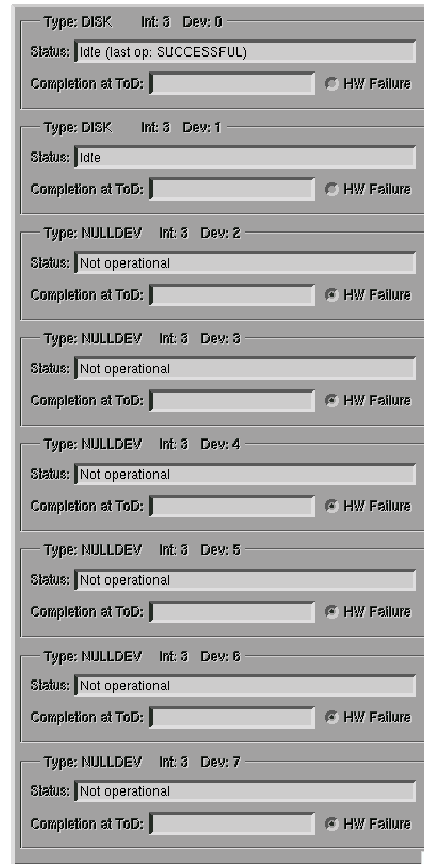 Type: DISK Int: 3 Dev: 0
Status: Idle (last op: SUCCESSFUL)
Completion at ToD: HW Failure
Type: DISK Int: 3 Dev: 1
Status: Idle
Completion at ToD: HW Failure
Type: NULLDEV Int: 3 Dev: 2
Status: Not operational
Completion at ToD: HW Failure
Type: NULLDEV Int: 3 Dev: 3
Status: Not operational
Completion at ToD: HW Failure
Type: NULLDEV Int: 3 Dev: 4
Status: Not operational
Completion at ToD: HW Failure
Type: NULLDEV Int: 3 Dev: 5
Status: Not operational
Completion at ToD: HW Failure
Type: NULLDEV Int: 3 Dev: 6
Status: Not operational
Completion at ToD: HW Failure
Type: NULLDEV Int: 3 Dev: 7
Status: Not operational
Completion at ToD: HW Failure